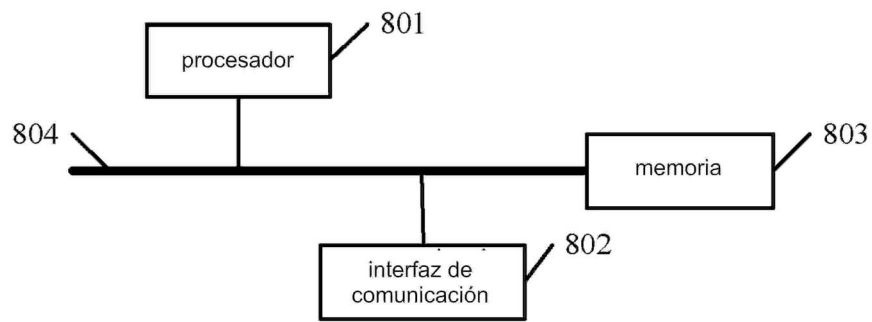 801
procesador
804
803
memoria
802
interfaz de
comunicación